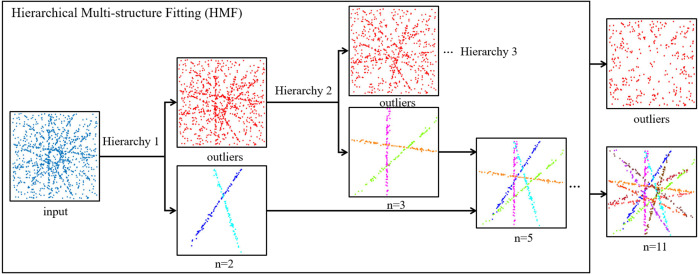 Hierarchical Multi-structure Fitting (HMF)
input
Hierarchy 1
outliers
n=2
Hierarchy 2
outliers
n=3
... Hierarchy 3
n=5
...
outliers
n=11